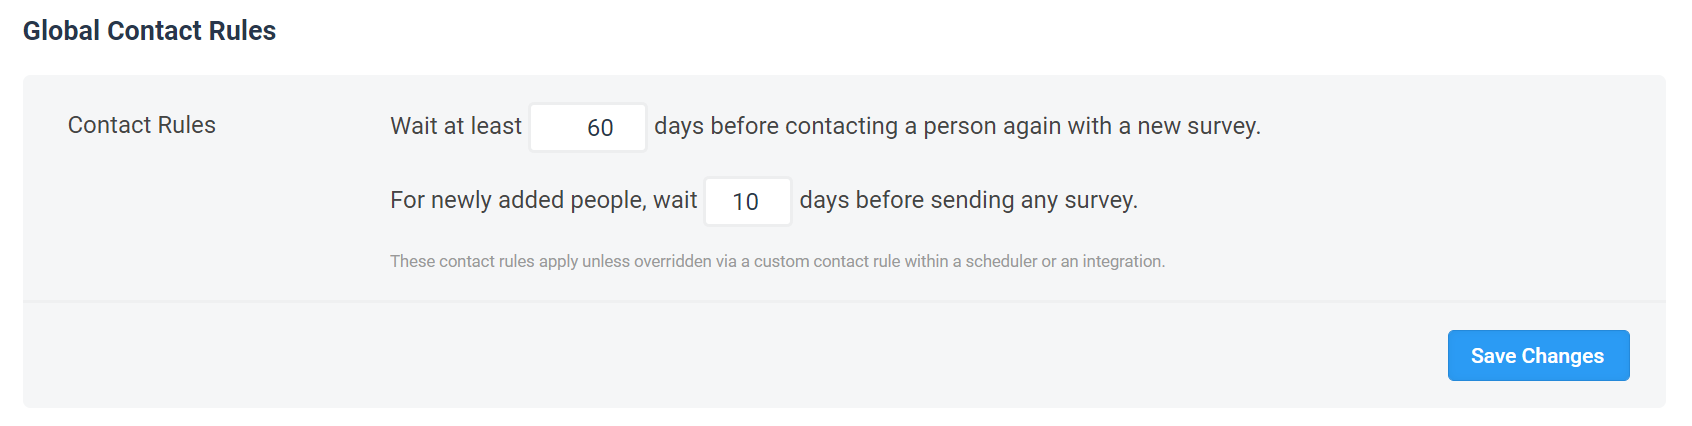 Global Contact Rules
Contact Rules
Wait at least 60 days before contacting a person again with a new survey.
For newly added people, wait 10 days before sending any survey.
These contact rules apply unless overridden via a custom contact rule within a scheduler or an integration.
Save Changes